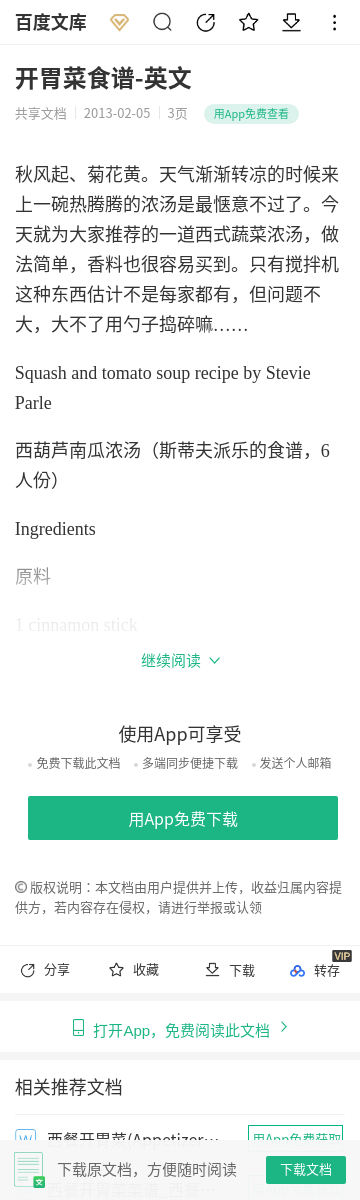 百度文库
开胃菜食谱-英文
共享文档 2013-02-05 3页 用App免费查看
秋风起、菊花黄。天气渐渐转凉的时候来
上一碗热腾腾的浓汤是最惬意不过了。今
天就为大家推荐的一道西式蔬菜浓汤，做
法简单，香料也很容易买到。只有搅拌机
这种东西估计不是每家都有，但问题不
大，大不了用勺子捣碎嘛……
Squash and tomato soup recipe by Stevie
Parle
西葫芦南瓜浓汤（斯蒂夫派乐的食谱，6
人份）
Ingredients
原料
1 cinnamon stick
继续阅读
使用App可享受
免费下载此文档 多端同步便捷下载 发送个人邮箱
用App免费下载
© 版权说明：本文档由用户提供并上传，收益归属内容提
供方，若内容存在侵权，请进行举报或认领
分享 收藏 下载 转存 VIP
打开App，免费阅读此文档
相关推荐文档
W 西餐开胃菜(Appetizer… 用App免费获取
下载原文档，方便随时阅读 下载文档